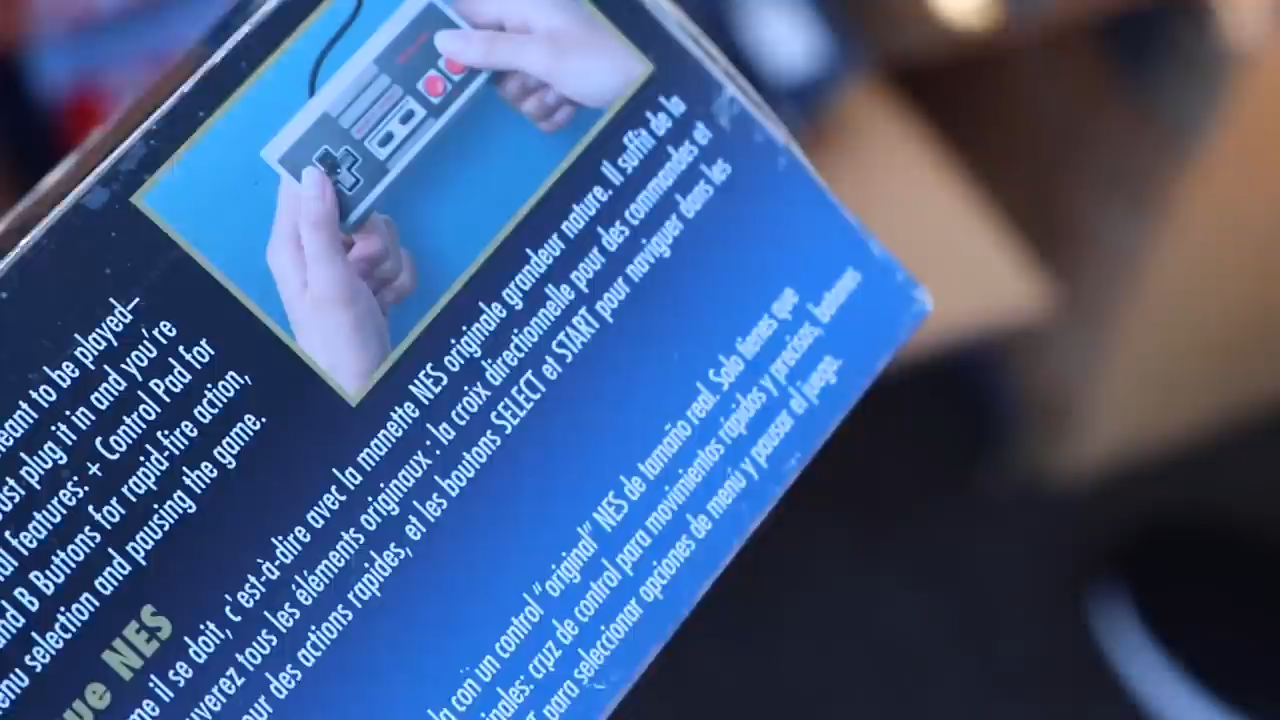 eant to be played–
ust plug it in and you're
al features: + Control Pad for
and B Buttons for rapid-fire action,
enu selection and pausing the game.
ue NES
me il se doit, c'est-à-dire avec la manette NES originale grandeur nature. Il suffit de la
uverez tous les éléments originaux : la croix directionnelle pour des commandes et
our des actions rapides, et les boutons SELECT et START pour naviguer dans les
la con un control "original" NES de tamaño real. Solo tienes que
inales: cruz de control para movimientos rápidos y precisos, botones
T para seleccionar opciones de menú y pausar el juego.